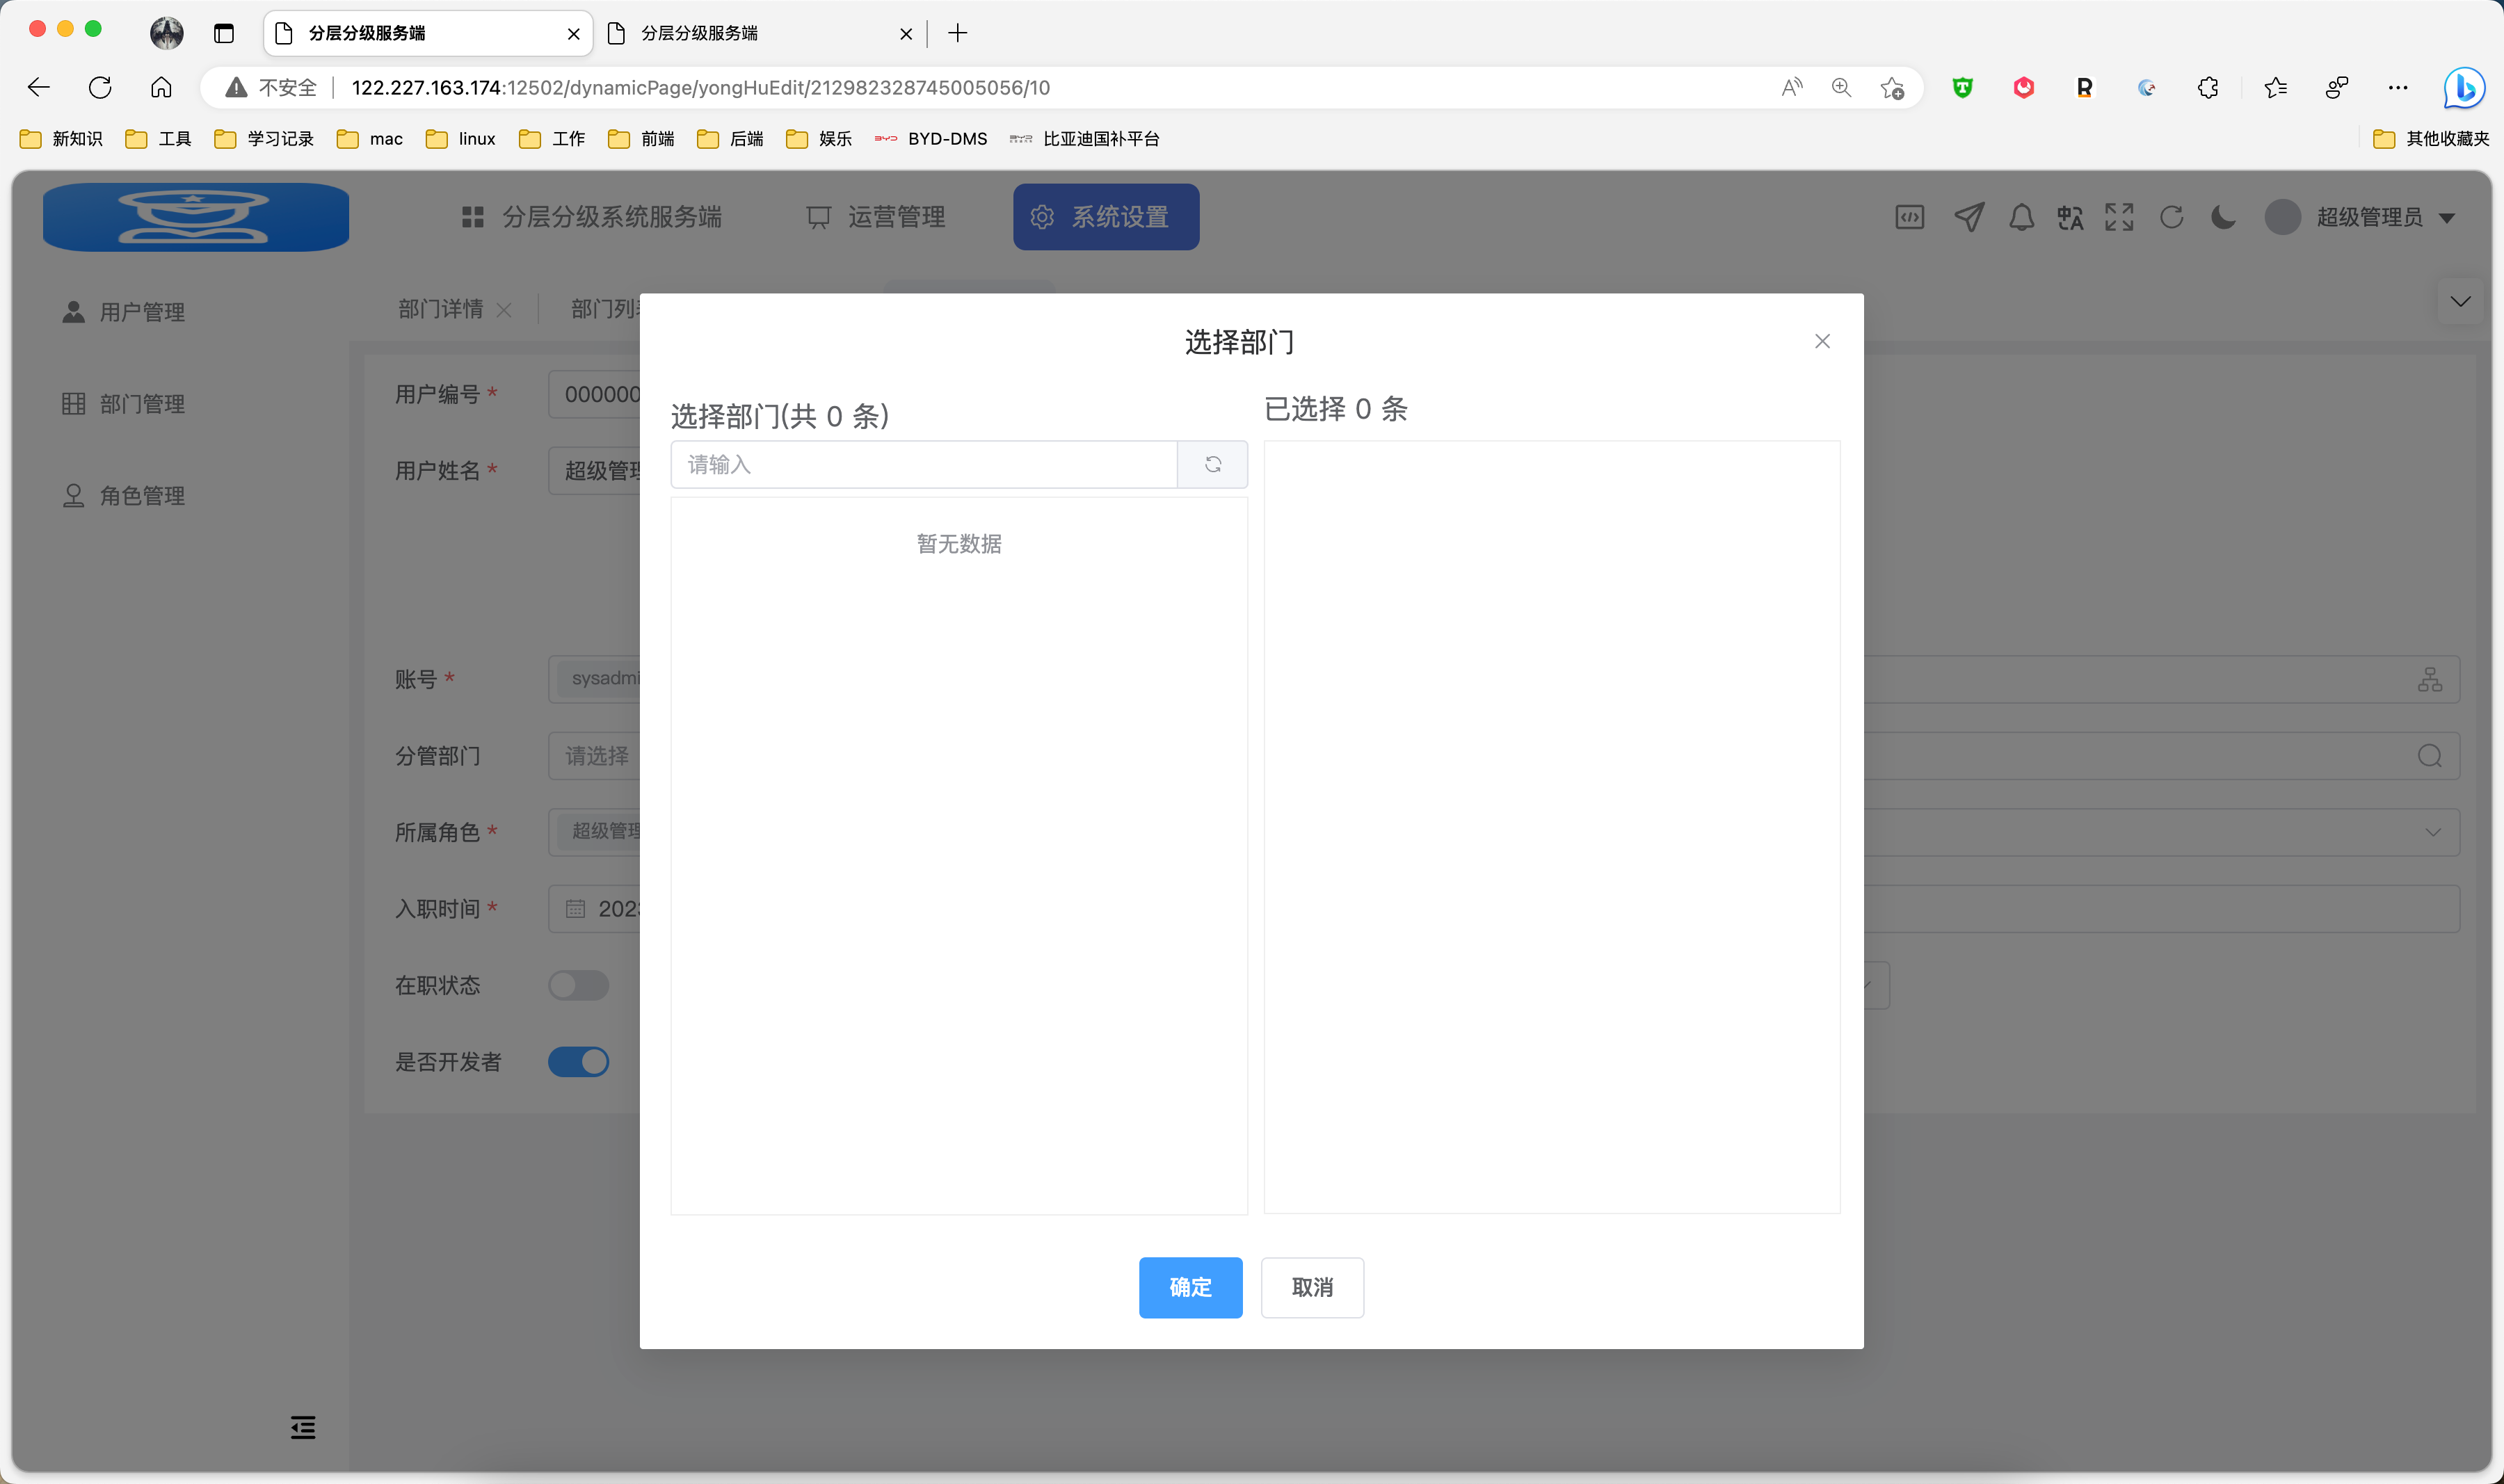 分层分级服务端
分层分级服务端
不安全
122.227.163.174:12502/dynamicPage/yongHuEdit/212982328745005056/10
新知识 工具 学习记录 mac linux 工作 前端 后端 娱乐 BYD-DMS 比亚迪国补平台 其他收藏夹
分层分级系统服务端 运营管理 系统设置 超级管理员
用户管理
部门管理
角色管理
部门详情 部门列
用户编号 * 000000
用户姓名 * 超级管理
账号 * sysadmi
分管部门 请选择
所属角色 * 超级管理
入职时间 * 202
在职状态
是否开发者
选择部门
选择部门(共 0 条)
已选择 0 条
请输入
暂无数据
确定 取消